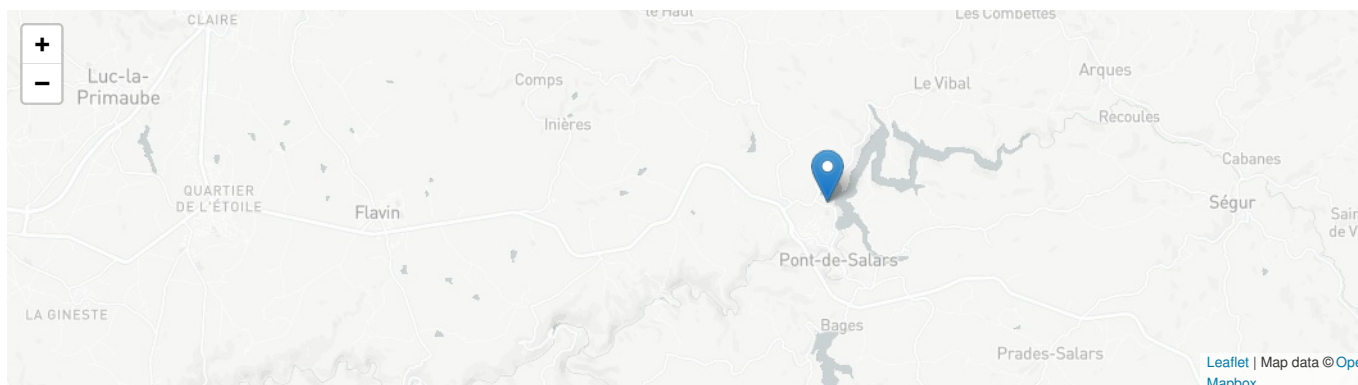 CLAIRE
le Haut
Les Combettes
+
−
Luc-la-
Primaube
Comps
Le Vibal
Arques
Inières
Recoules
Cabanes
QUARTIER
DE L'ÉTOILE
Flavin
Ségur
Pont-de-Salars
LA GINESTE
Bages
Prades-Salars
Leaflet | Map data ©
Mapbox